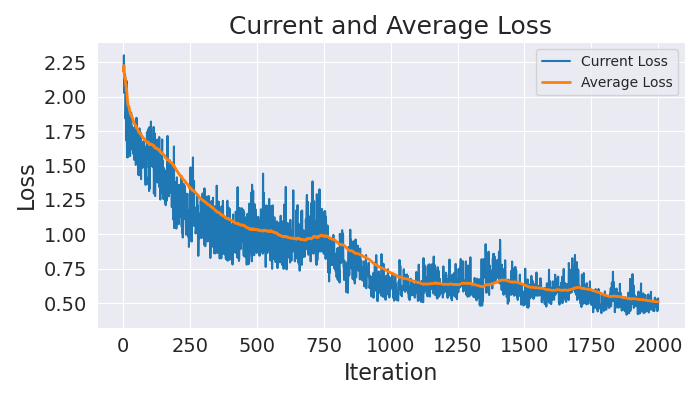 Current and Average Loss
Current Loss
Average Loss
Loss
2.25
2.00
1.75
1.50
1.25
1.00
0.75
0.50
0 250 500 750 1000 1250 1500 1750 2000
Iteration